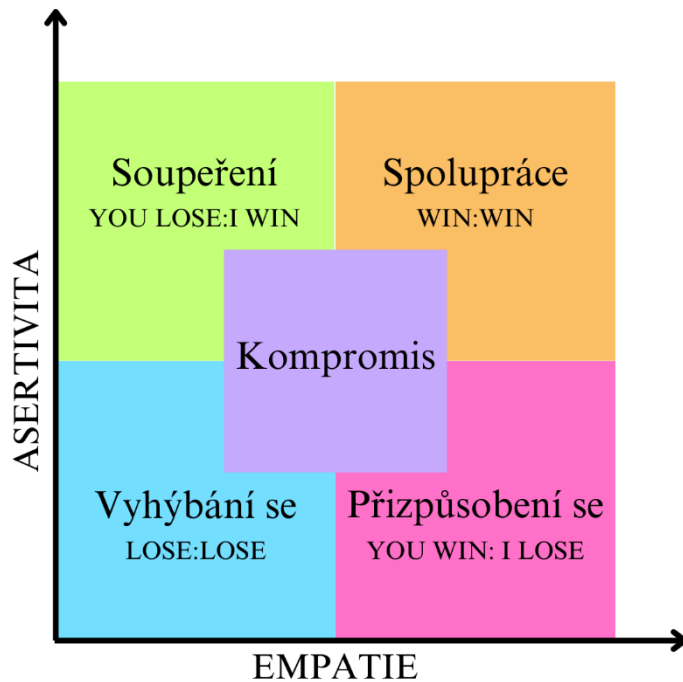 Soupeření
YOU LOSE:I WIN
Spolupráce
WIN:WIN
Kompromis
Vyhýbání se
LOSE:LOSE
Přizpůsobení se
YOU WIN: I LOSE
ASERTIVITA
EMPATIE